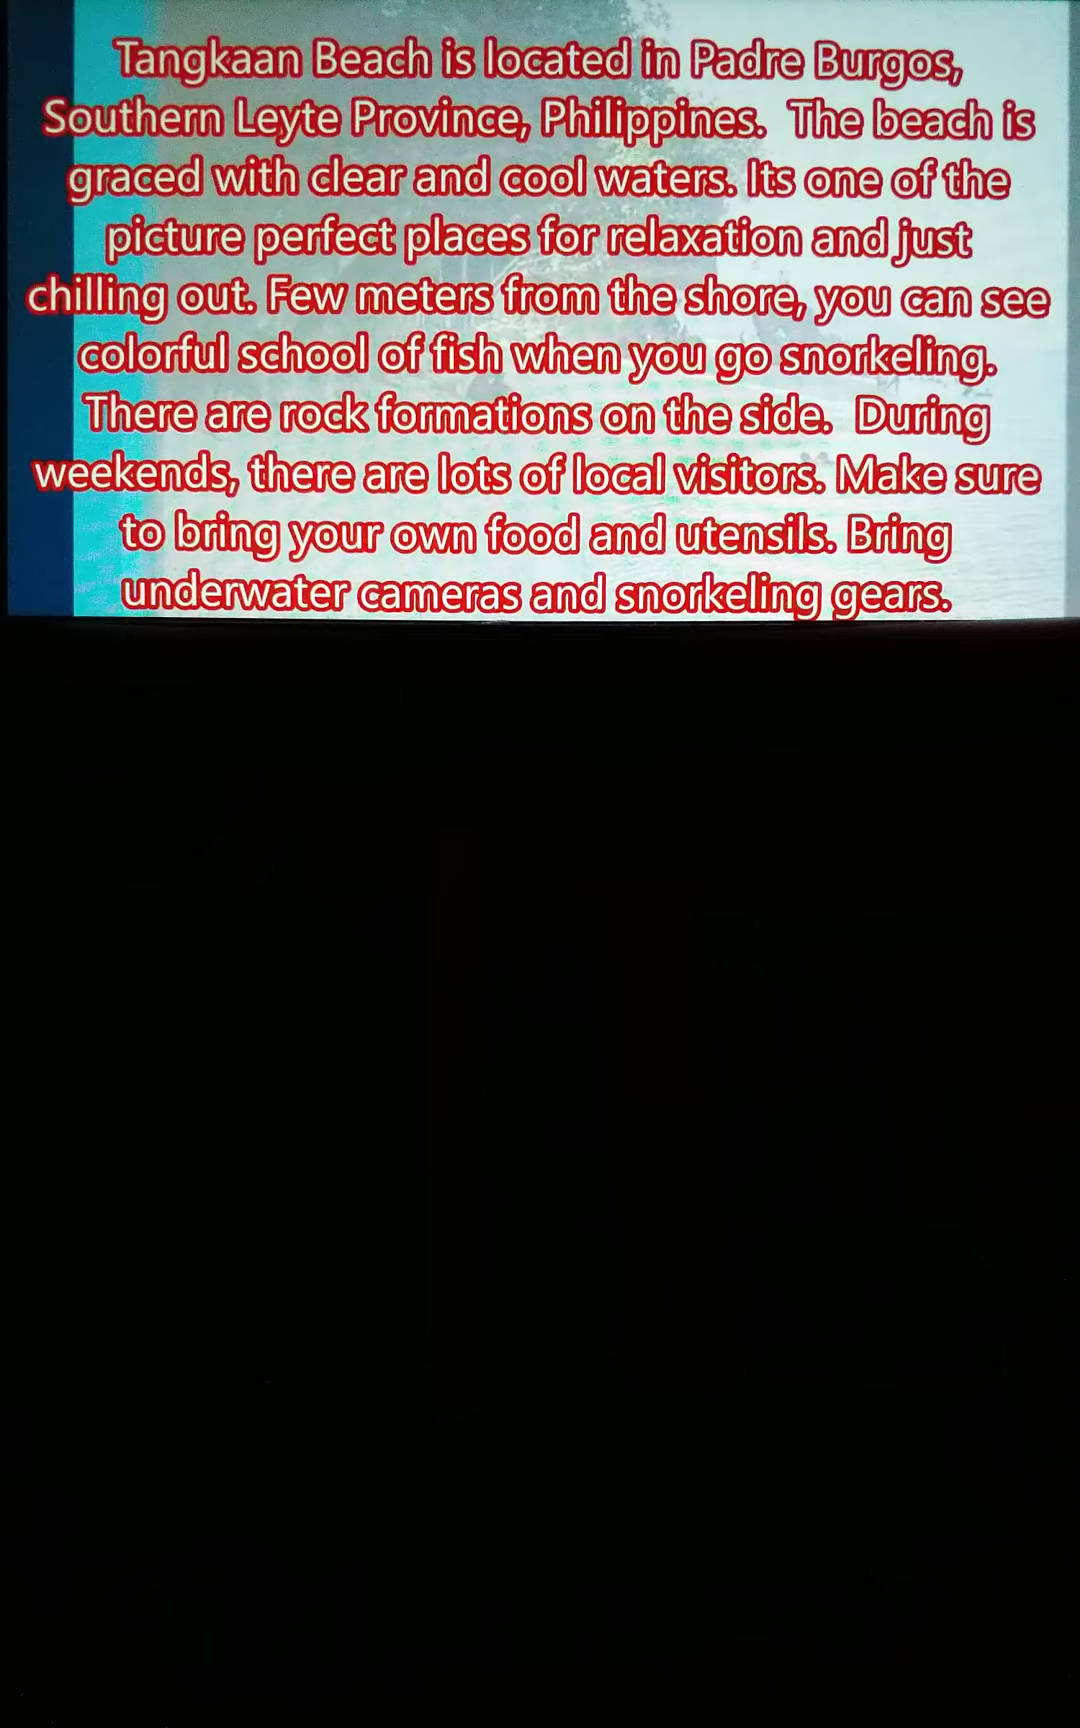 Tangkaan Beach is located in Padre Burgos,
Southern Leyte Province, Philippines.  The beach is
graced with clear and cool waters. Its one of the
picture perfect places for relaxation and just
chilling out. Few meters from the shore, you can see
colorful school of fish when you go snorkeling.
There are rock formations on the side.  During
weekends, there are lots of local visitors. Make sure
to bring your own food and utensils. Bring
underwater cameras and snorkeling gears.